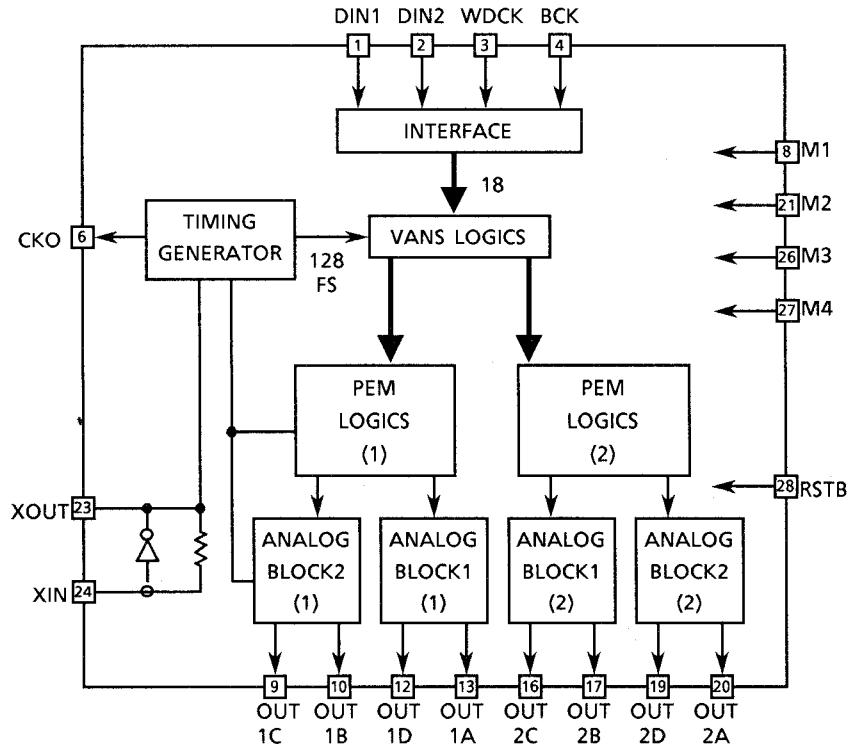 DIN1 DIN2 WDCK BCK
1 2 3 4
INTERFACE
8 M1
18
21 M2
TIMING
GENERATOR
VANS LOGICS
CKO 6
128
FS
26 M3
27 M4
PEM
LOGICS
(1)
PEM
LOGICS
(2)
28 RSTB
XOUT 23
XIN 24
ANALOG
BLOCK2
(1)
ANALOG
BLOCK1
(1)
ANALOG
BLOCK1
(2)
ANALOG
BLOCK2
(2)
9 10 12 13 16 17 19 20
OUT OUT OUT OUT OUT OUT OUT OUT
1C 1B 1D 1A 2C 2B 2D 2A